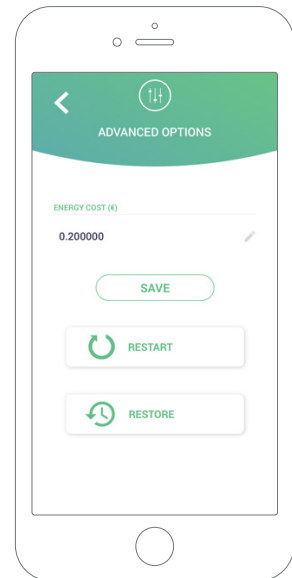 ADVANCED OPTIONS
ENERGY COST (€)
0.200000
SAVE
RESTART
RESTORE